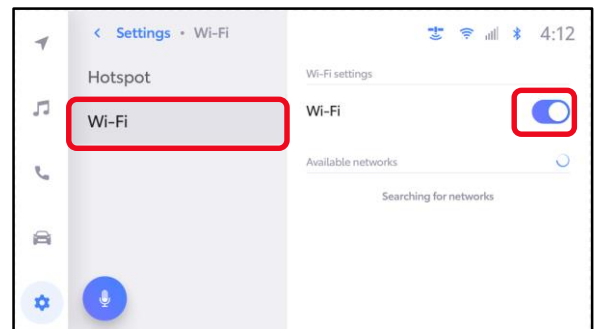 < Settings • Wi-Fi
4:12
Hotspot
Wi-Fi
Wi-Fi settings
Wi-Fi
Available networks
Searching for networks